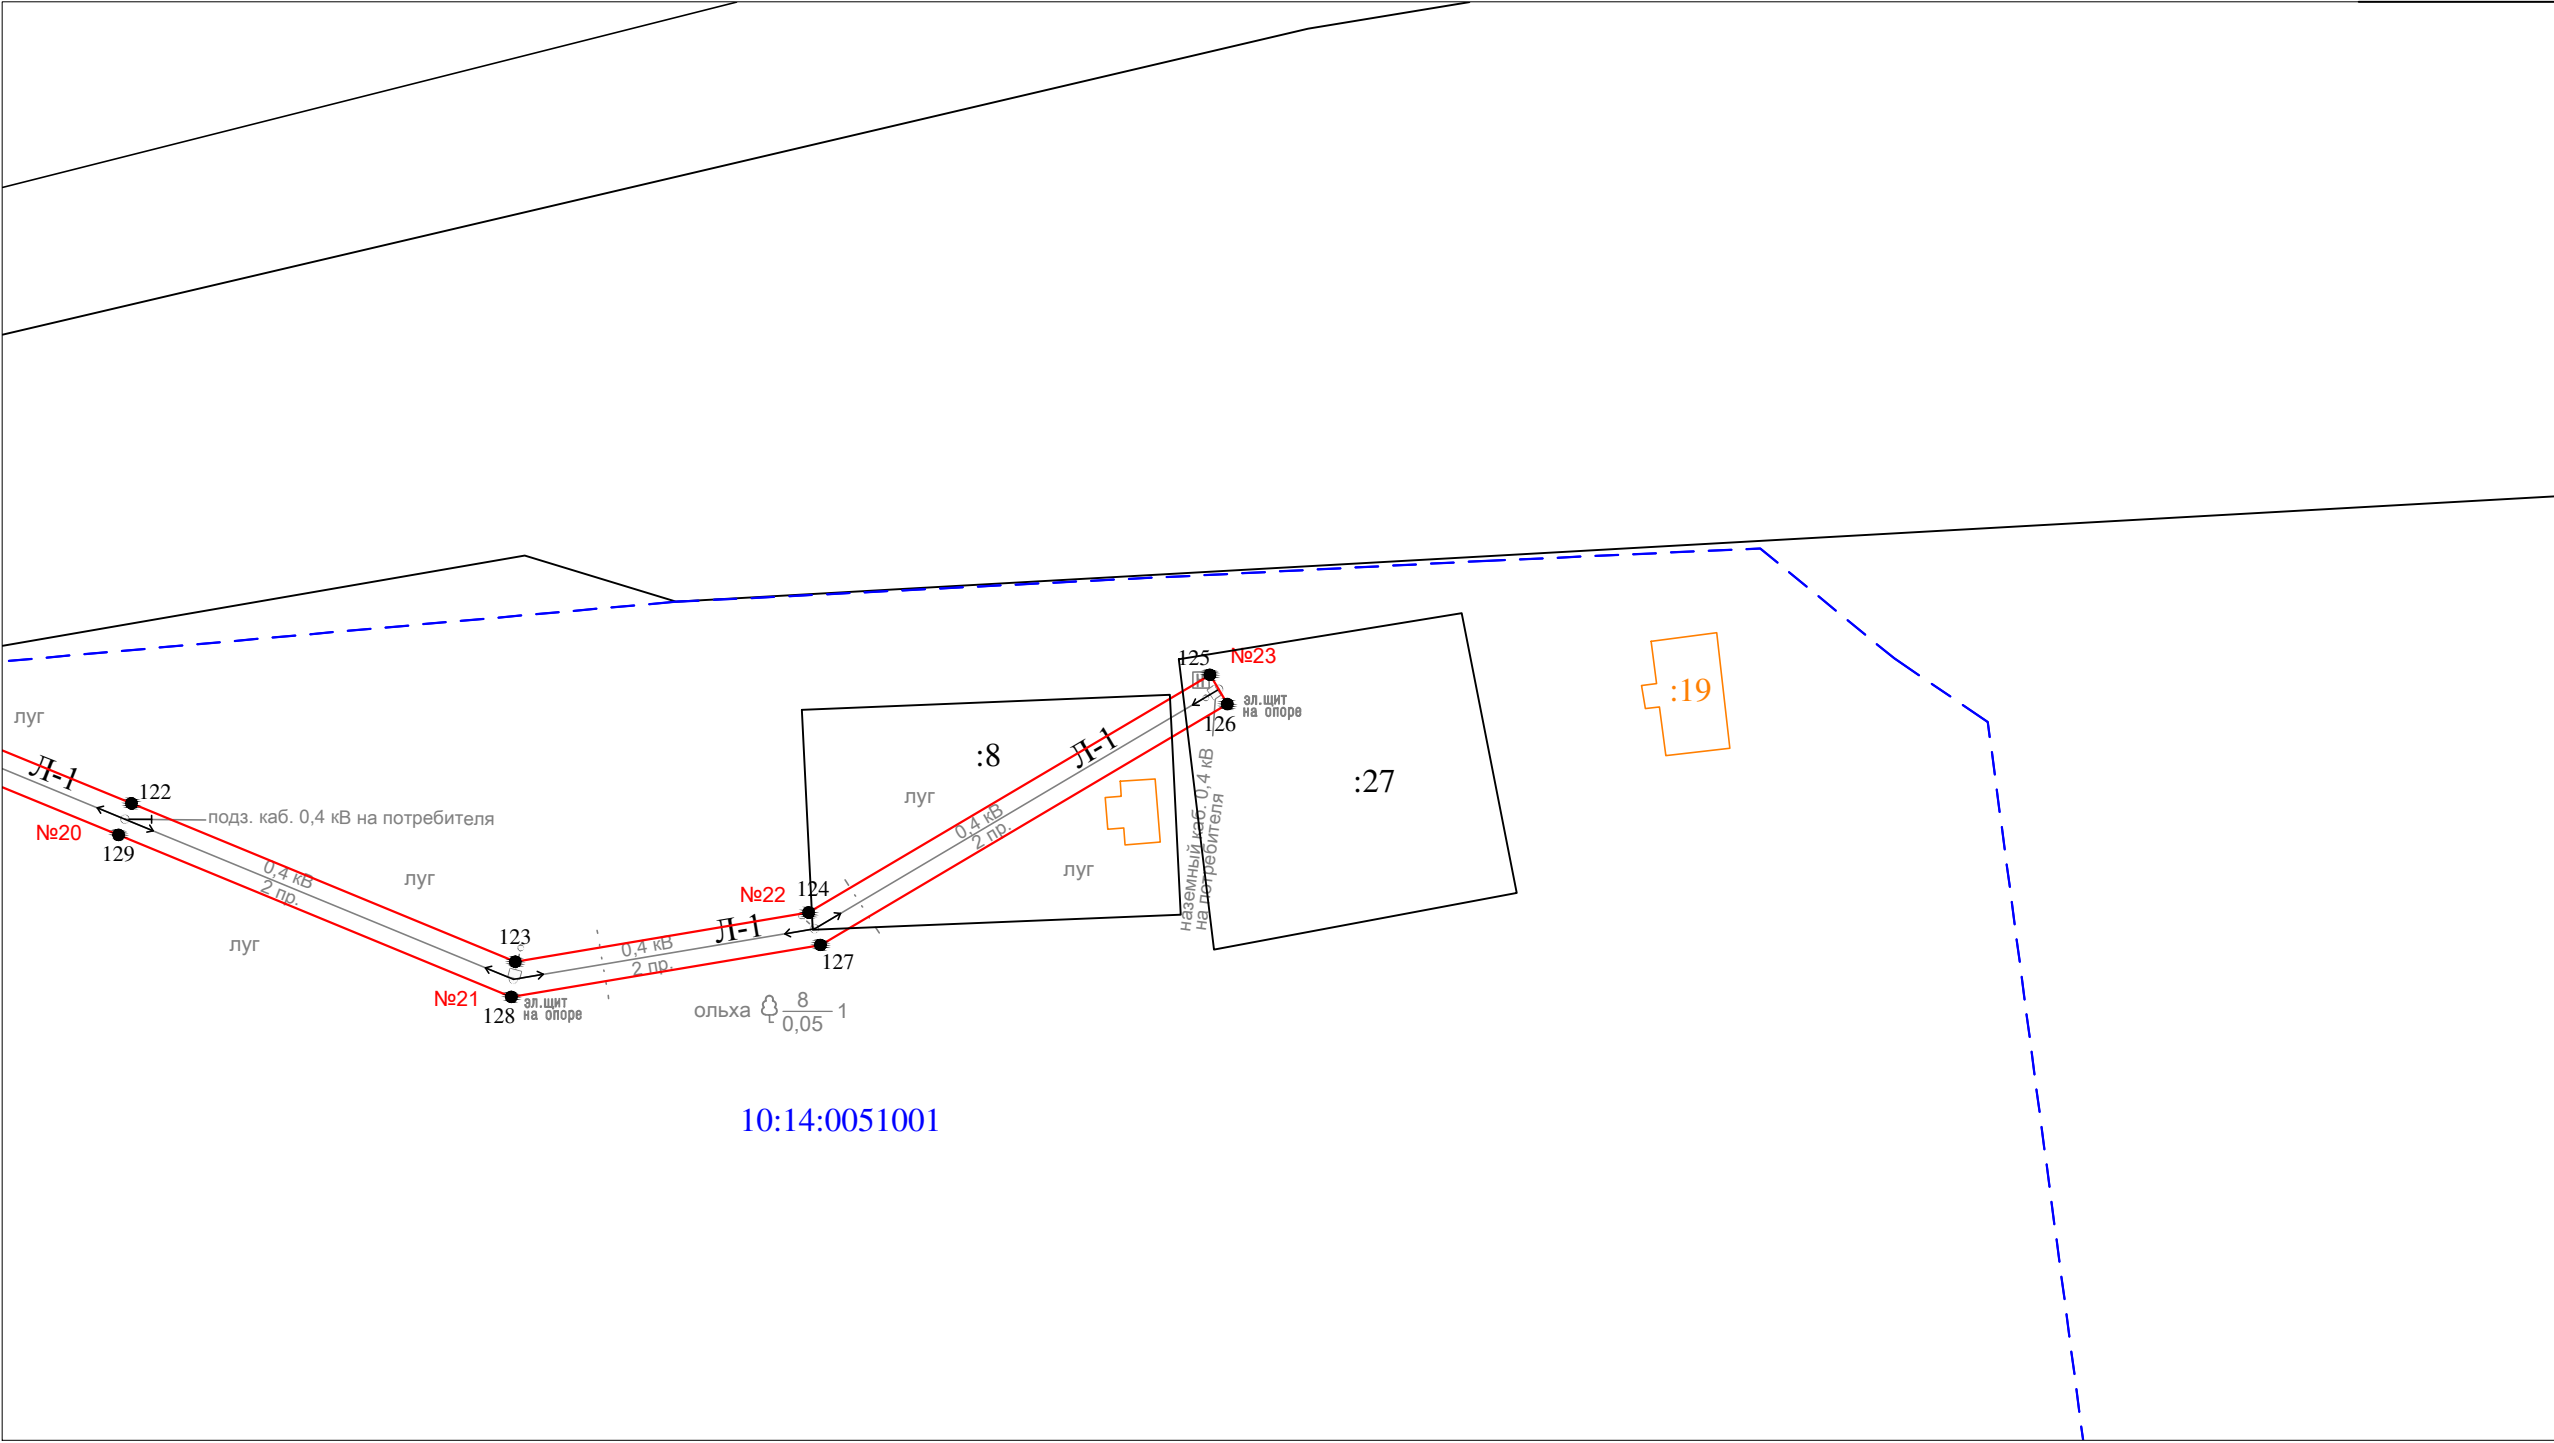 125
№23
:19
эл.щит
на опоре
126
луг
Л-1
:8
Л-1
:27
122
подз. каб. 0,4 кВ на потребителя
луг
№20
129
0,4 кВ
2 пр.
наземный каб. 0,4 кВ
на потребителя
0,4 кВ
2 пр.
луг
луг
№22
124
луг
123
Л-1
0,4 кВ
2 пр.
127
№21
128
эл.щит
на опоре
ольха 8 1
0,05
10:14:0051001